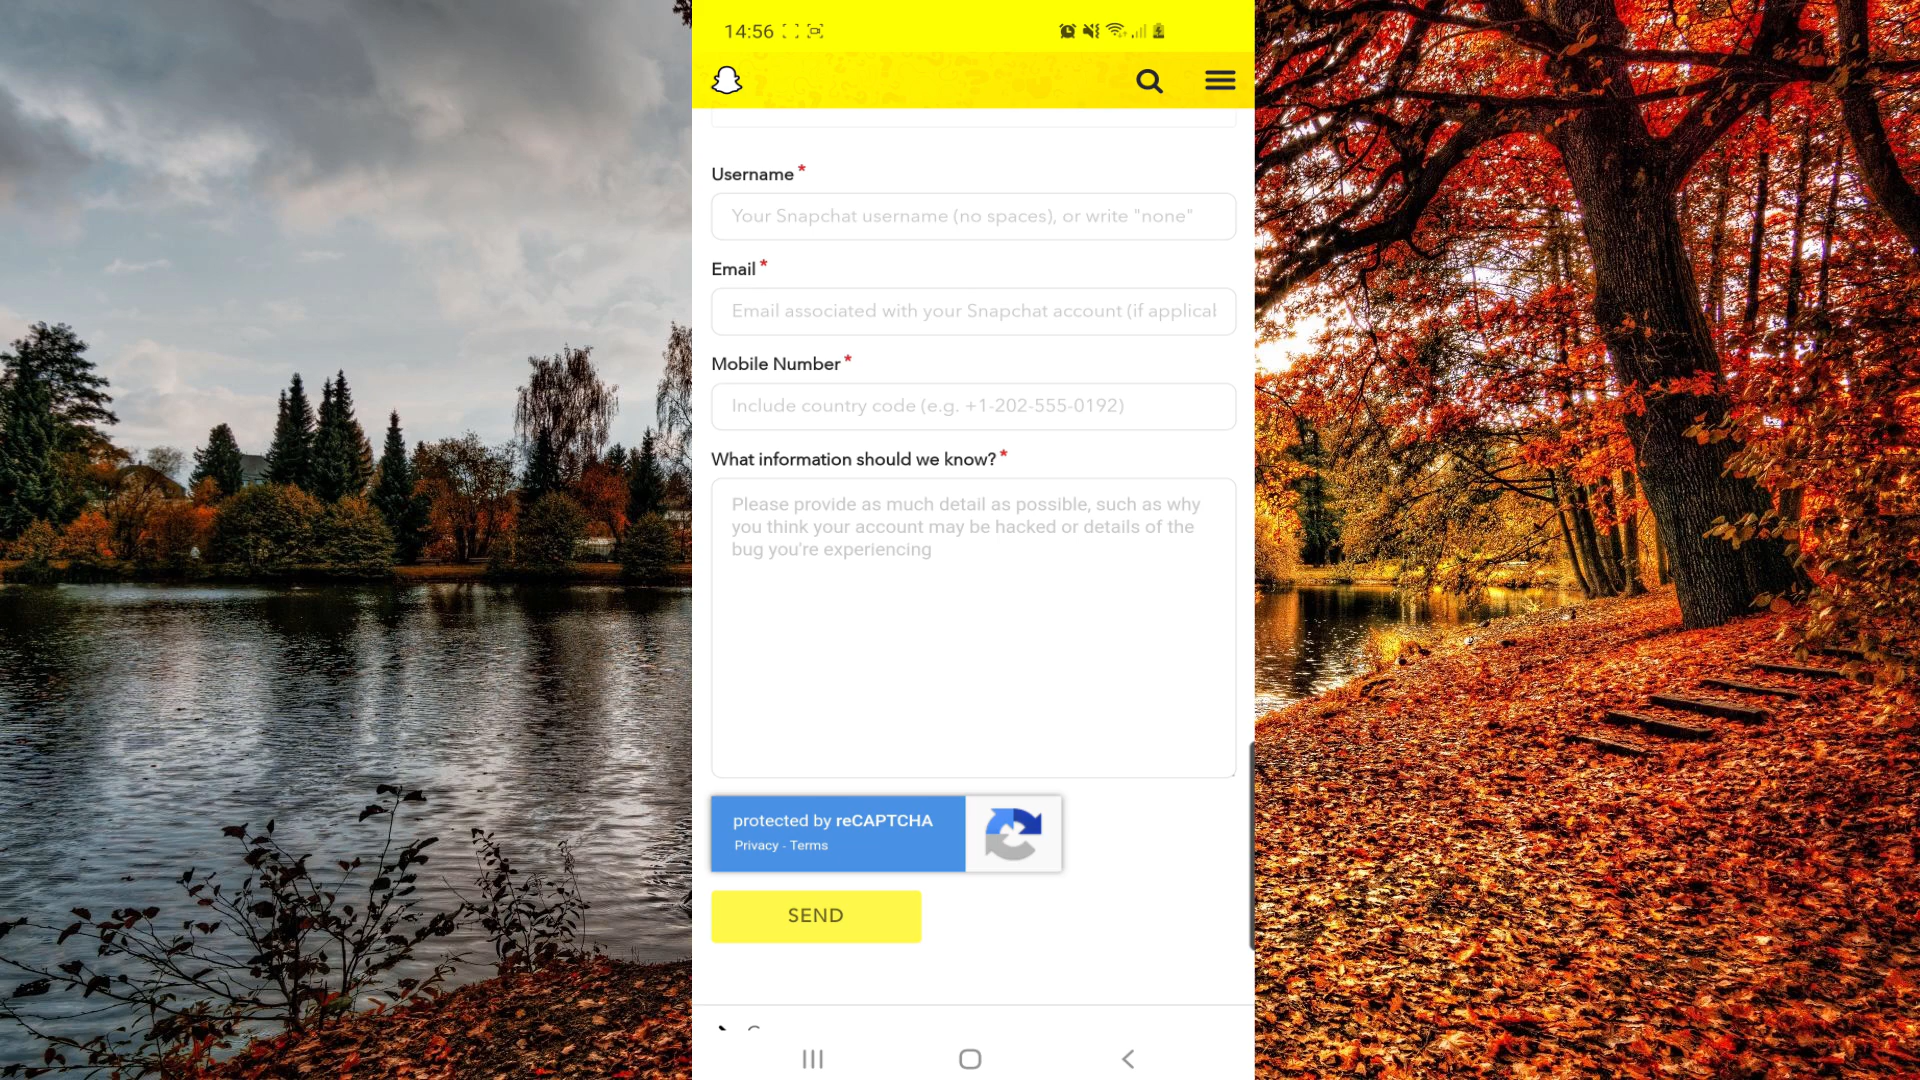 14:56
Username *
Your Snapchat username (no spaces), or write "none"
Email *
Email associated with your Snapchat account (if applical
Mobile Number *
Include country code (e.g. +1-202-555-0192)
What information should we know? *
Please provide as much detail as possible, such as why
you think your account may be hacked or details of the
bug you're experiencing
protected by reCAPTCHA
Privacy - Terms
SEND